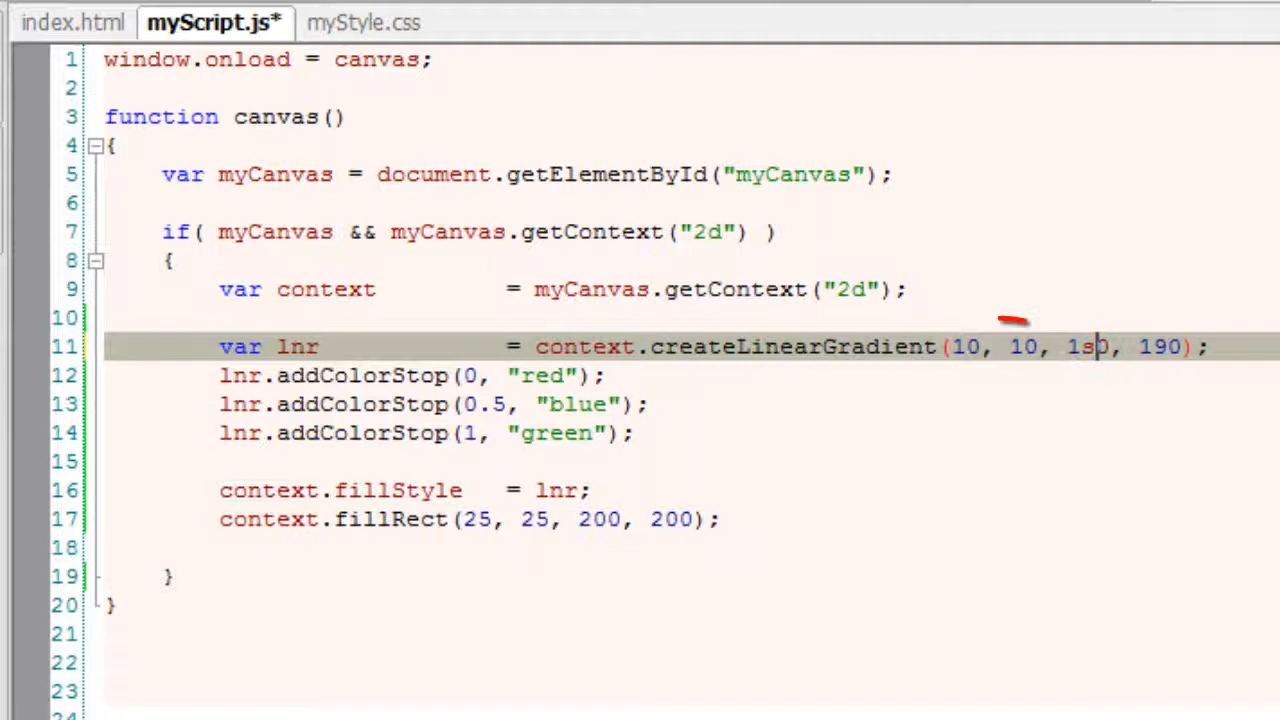 index.html myScript.js* myStyle.css
1 window.onload = canvas;
2
3 function canvas()
4 {
5 var myCanvas = document.getElementById("myCanvas");
6
7 if( myCanvas && myCanvas.getContext("2d") )
8 {
9 var context = myCanvas.getContext("2d");
10
11 var lnr = context.createLinearGradient(10, 10, 1s0, 190);
12 lnr.addColorStop(0, "red");
13 lnr.addColorStop(0.5, "blue");
14 lnr.addColorStop(1, "green");
15
16 context.fillStyle = lnr;
17 context.fillRect(25, 25, 200, 200);
18
19 }
20 }
21
22
23
24